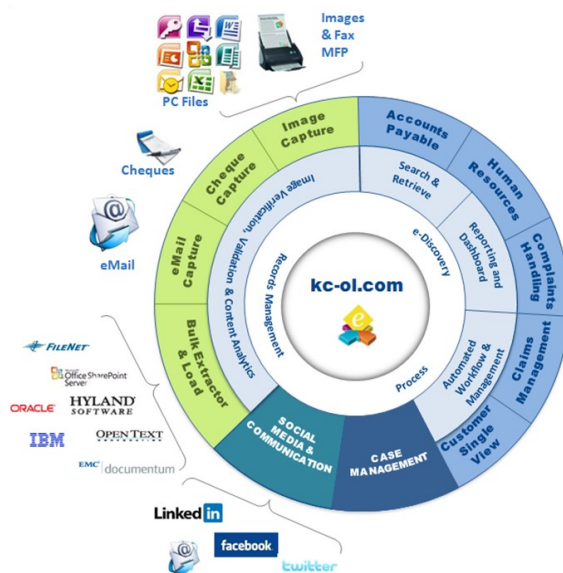 Images
& Fax
MFP
PC Files
Cheques
eMail
Image
Capture
Cheque
Capture
eMail
Capture
Bulk Extractor
& Load
Accounts
Payable
Human
Resources
Complaints
Handling
Claims
Management
Customer
Single
View
CASE
MANAGEMENT
SOCIAL
MEDIA &
COMMUNICATION
Image Verification, Validation & Content Analytics
Search &
Retrieve
Reporting and
Dashboard
Automated
Workflow &
Management
Records Management
e-Discovery
Process
kc-ol.com
e
FILENET
Office SharePoint
Server
ORACLE
HYLAND
SOFTWARE
IBM
OPEN TEXT
EMC documentum
Linked in
facebook
twitter